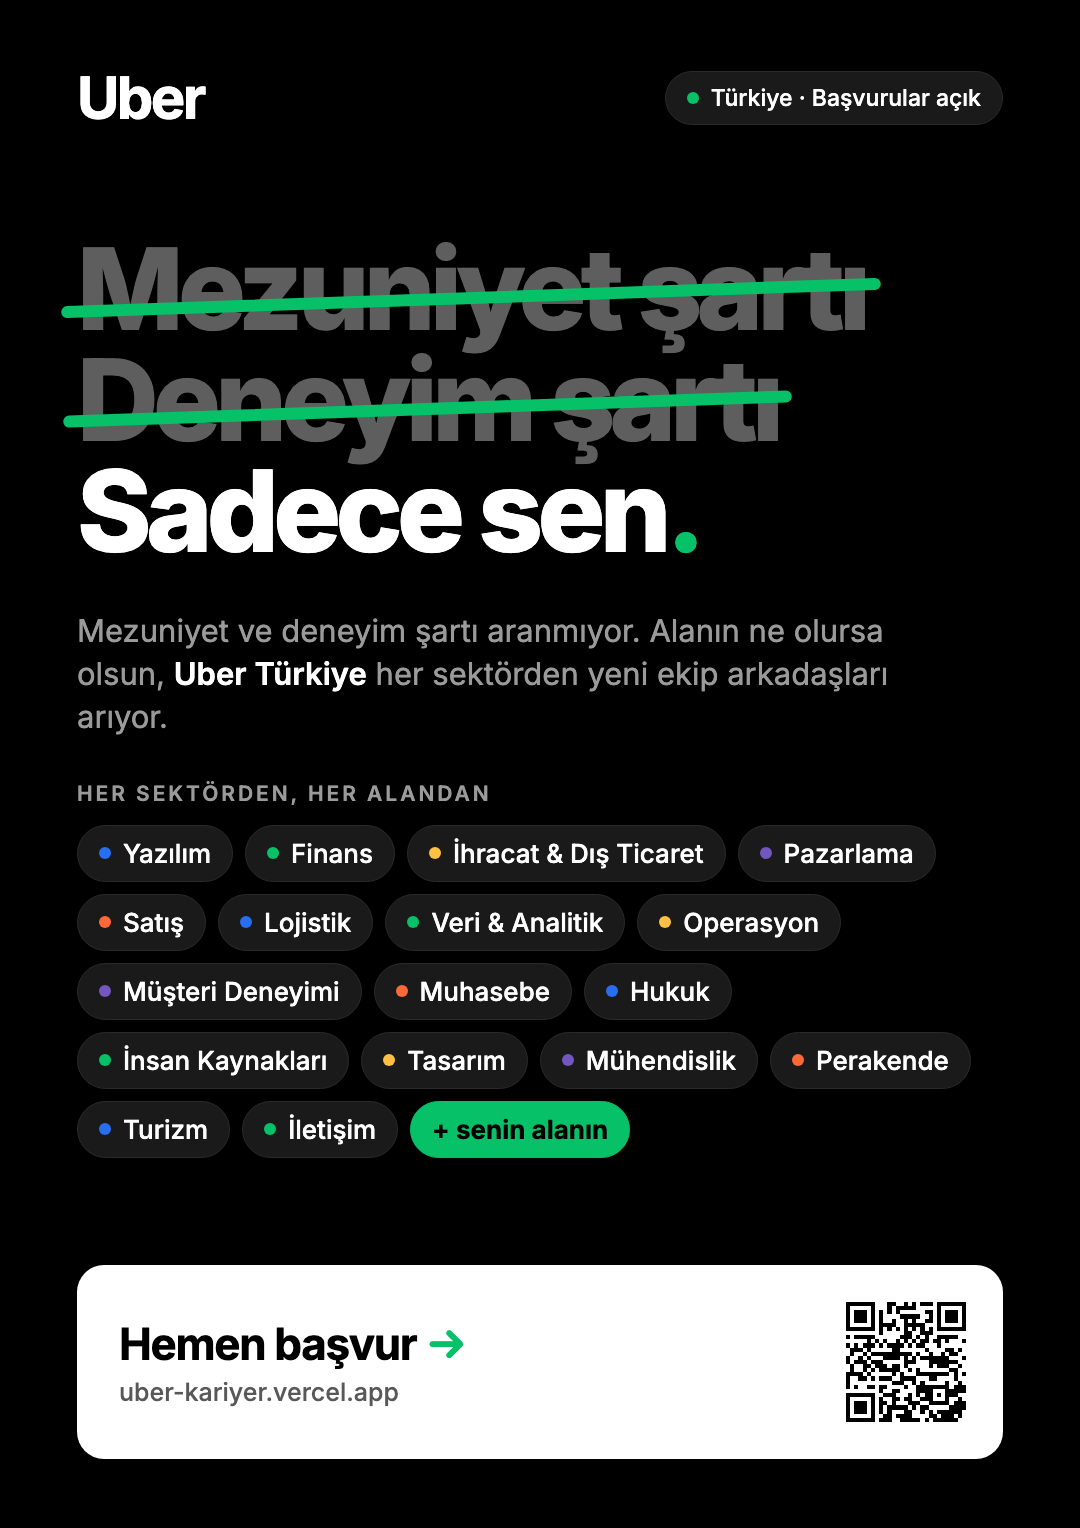 Uber
Türkiye · Başvurular açık
Mezuniyet şartı
Deneyim şartı
Sadece sen.
Mezuniyet ve deneyim şartı aranmıyor. Alanın ne olursa
olsun, Uber Türkiye her sektörden yeni ekip arkadaşları
arıyor.
HER SEKTÖRDEN, HER ALANDAN
Yazılım Finans İhracat & Dış Ticaret Pazarlama
Satış Lojistik Veri & Analitik Operasyon
Müşteri Deneyimi Muhasebe Hukuk
İnsan Kaynakları Tasarım Mühendislik Perakende
Turizm İletişim + senin alanın
Hemen başvur →
uber-kariyer.vercel.app